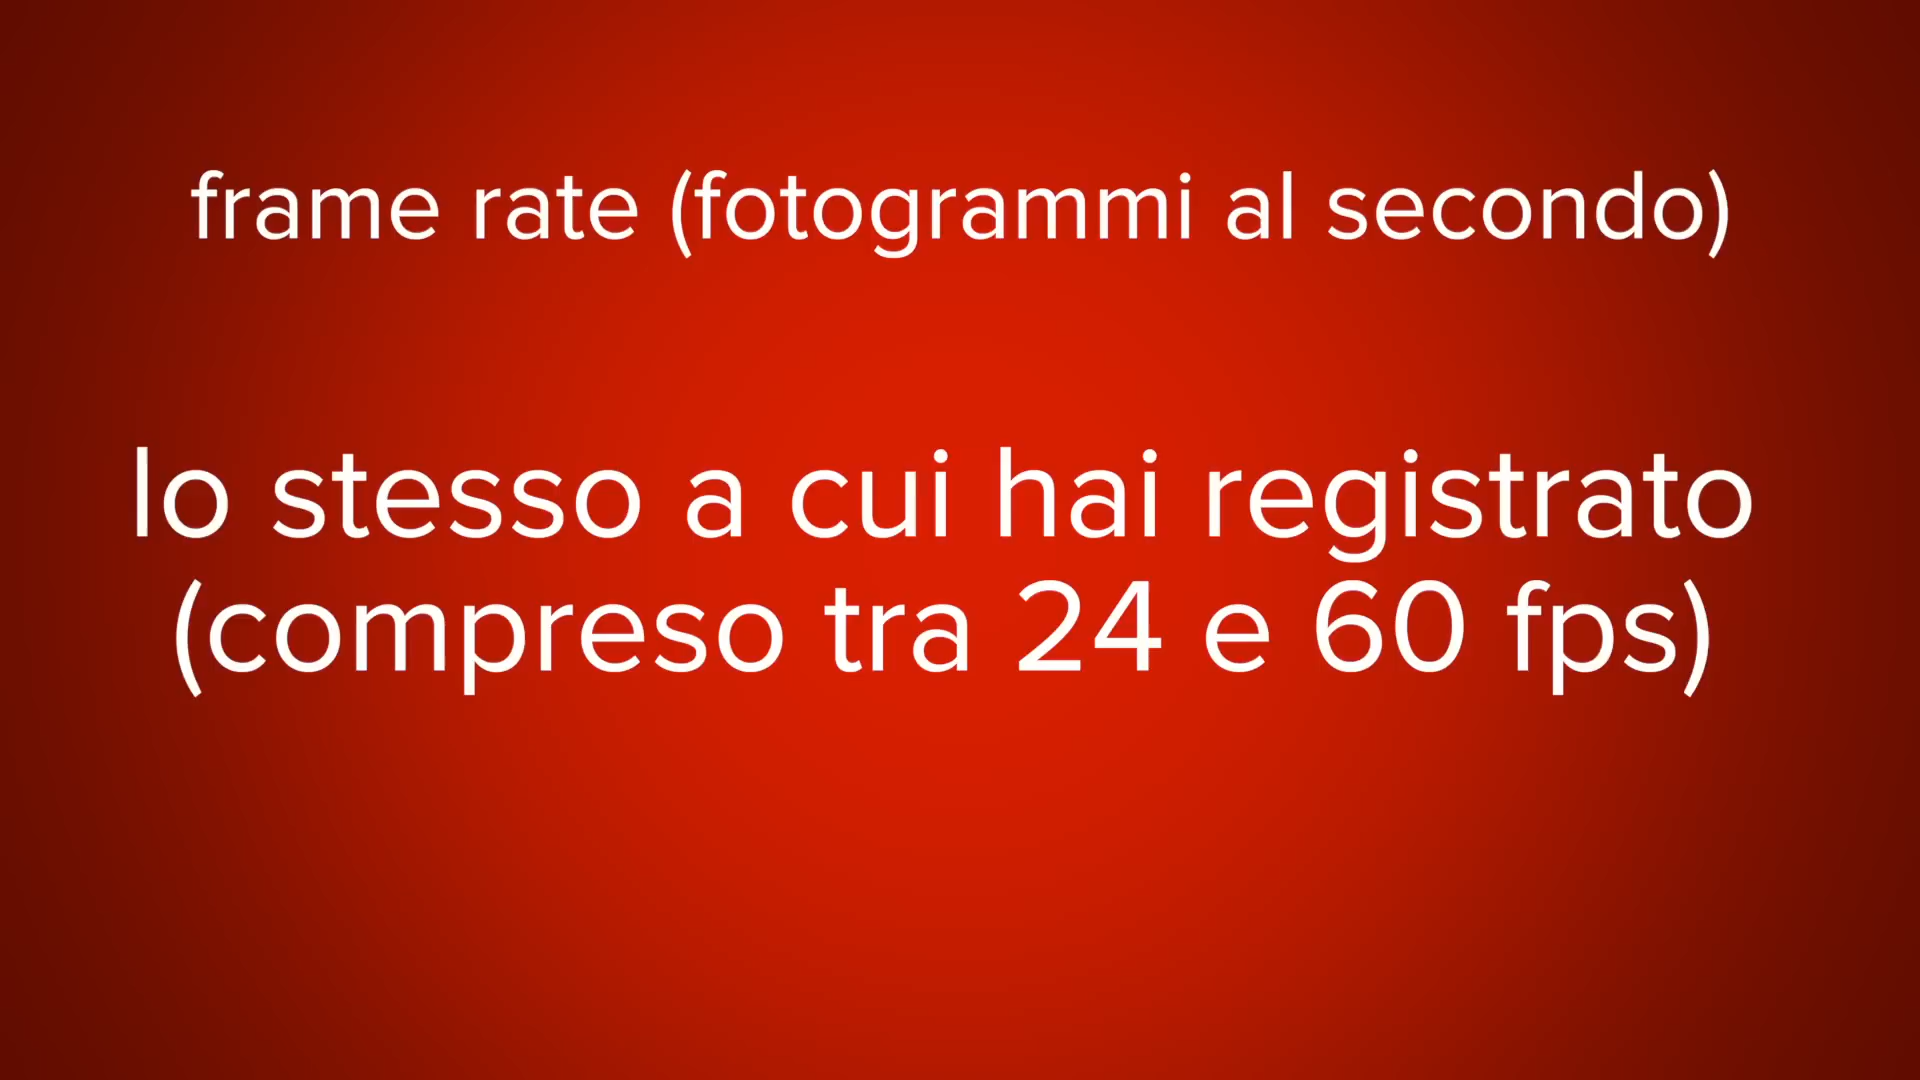 frame rate (fotogrammi al secondo)
lo stesso a cui hai registrato
(compreso tra 24 e 60 fps)